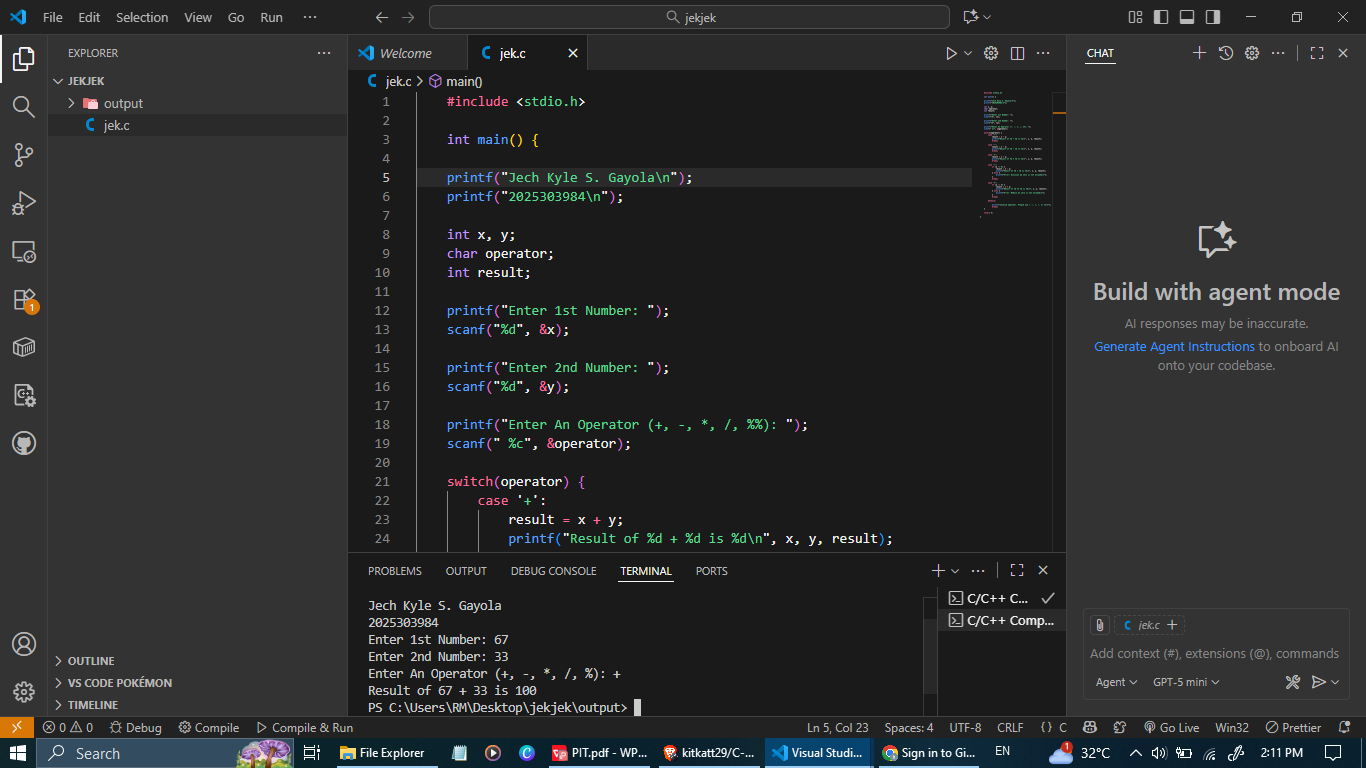 File Edit Selection View Go Run ···
jekjek
EXPLORER ···
JEKJEK
output
jek.c
OUTLINE
VS CODE POKÉMON
TIMELINE
1
Welcome
jek.c
jek.c > main()
1 #include <stdio.h>
2
3 int main() {
4
5 printf("Jech Kyle S. Gayola\n");
6 printf("2025303984\n");
7
8 int x, y;
9 char operator;
10 int result;
11
12 printf("Enter 1st Number: ");
13 scanf("%d", &x);
14
15 printf("Enter 2nd Number: ");
16 scanf("%d", &y);
17
18 printf("Enter An Operator (+, -, *, /, %%): ");
19 scanf(" %c", &operator);
20
21 switch(operator) {
22 case '+':
23 result = x + y;
24 printf("Result of %d + %d is %d\n", x, y, result);
PROBLEMS OUTPUT DEBUG CONSOLE TERMINAL PORTS
Jech Kyle S. Gayola
2025303984
Enter 1st Number: 67
Enter 2nd Number: 33
Enter An Operator (+, -, *, /, %): +
Result of 67 + 33 is 100
PS C:\Users\RM\Desktop\jekjek\output>
C/C++ C...
C/C++ Comp...
CHAT
Build with agent mode
AI responses may be inaccurate.
Generate Agent Instructions to onboard AI
onto your codebase.
jek.c
Add context (#), extensions (@), commands
Agent GPT-5 mini
0 0 Debug Compile Compile & Run
Ln 5, Col 23 Spaces: 4 UTF-8 CRLF {} C Go Live Win32 Prettier
Search
File Explorer
PIT.pdf - WP...
kitkatt29/C-...
Visual Studi...
Sign in to Gi...
EN
1
32°C
2:11 PM